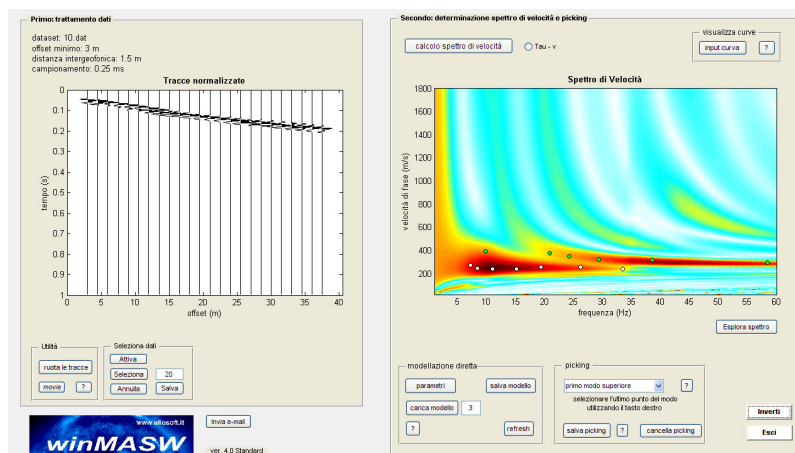 Primo: trattamento dati
dataset: 10.dat
offset minimo: 3 m
distanza intergeofonica: 1.5 m
campionamento: 0.25 ms
Tracce normalizzate
0
0.1
0.2
0.3
0.4
0.5
0.6
0.7
0.8
0.9
1
tempo (s)
0 5 10 15 20 25 30 35 40
offset (m)
Utilità
ruota le tracce
movie ?
Seleziona dati
Attiva
Seleziona 20
Annulla Salva
www.eliosoft.it
winMASW
Invia e-mail
ver. 4.0 Standard
Secondo: determinazione spettro di velocità e picking
calcolo spettro di velocità Tau - v
visualizza curve
input curva ?
Spettro di Velocità
1800
1600
1400
1200
1000
800
600
400
200
velocità di fase (m/s)
5 10 15 20 25 30 35 40 45 50 55 60
frequenza (Hz)
Esplora spettro
modellazione diretta
parametri salva modello
carica modello 3
? refresh
picking
primo modo superiore ?
selezionare l'ultimo punto del modo
utilizzando il tasto destro
salva picking ? cancella picking
Inverti
Esci